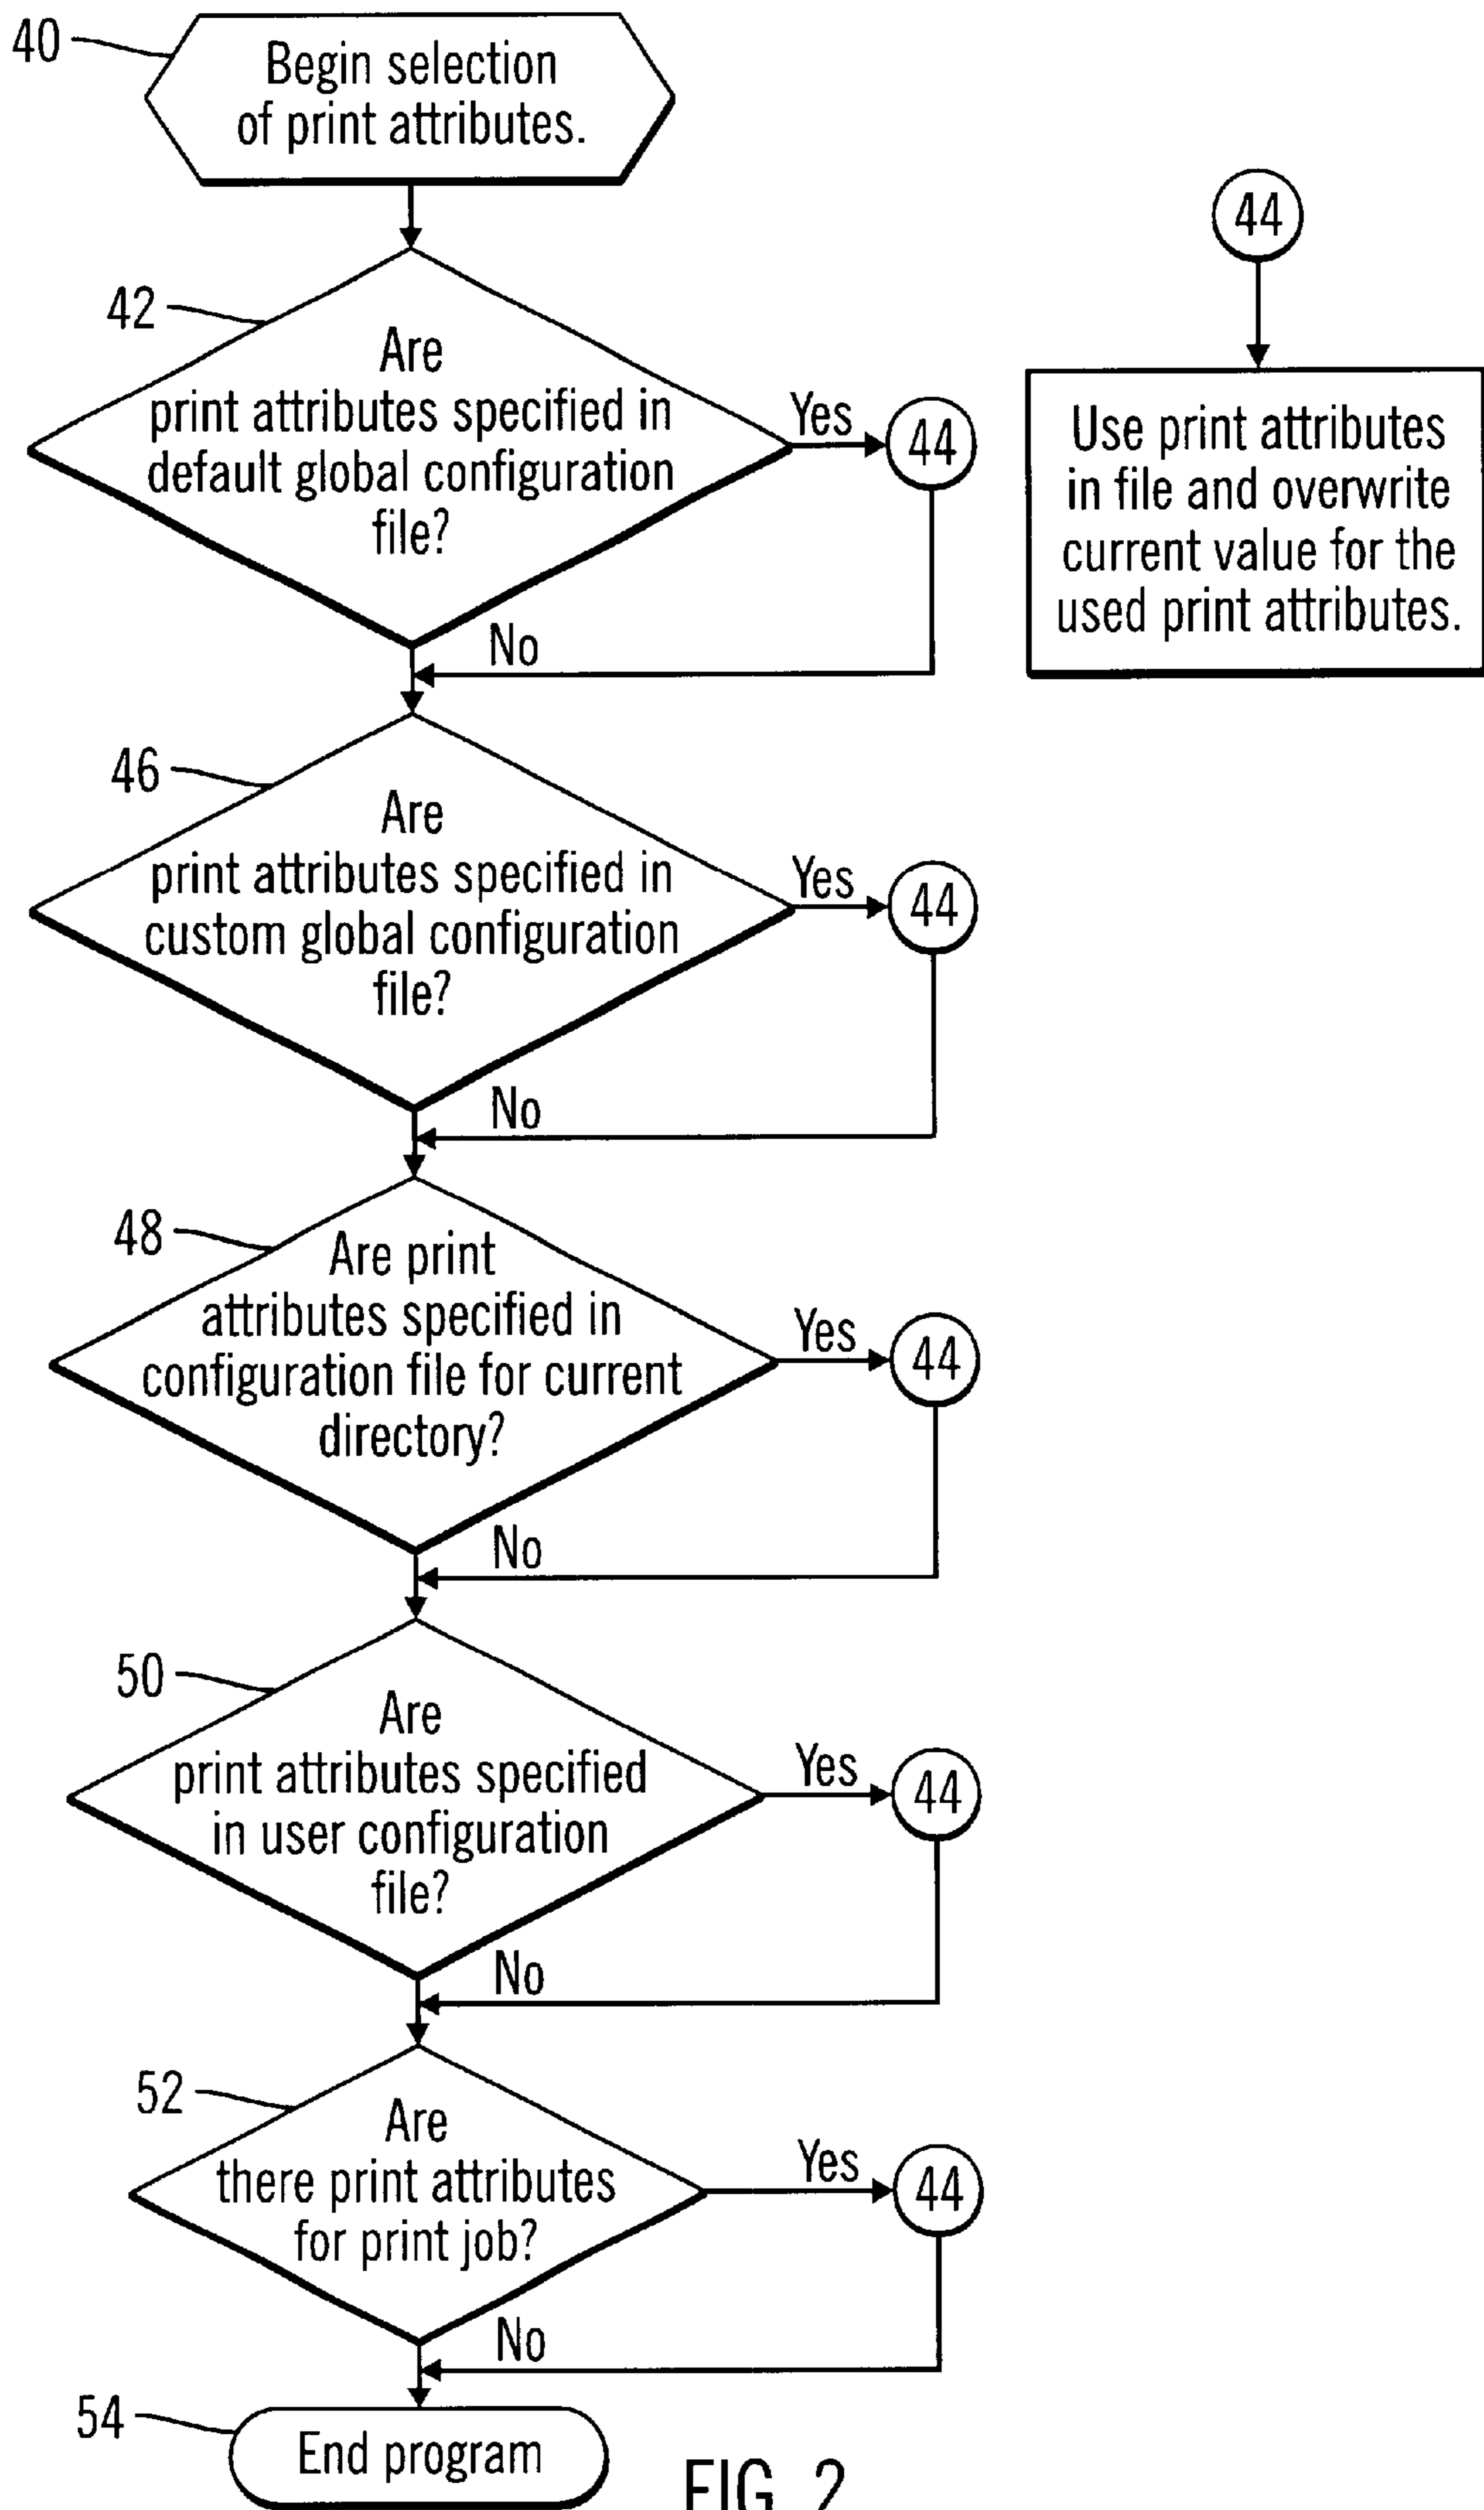 40
Begin selection
of print attributes.
44
42
Are
print attributes specified in
default global configuration
file?
Yes
44
Use print attributes
in file and overwrite
current value for the
used print attributes.
No
46
Are
print attributes specified in
custom global configuration
file?
Yes
44
No
48
Are print
attributes specified in
configuration file for current
directory?
Yes
44
No
50
Are
print attributes specified
in user configuration
file?
Yes
44
No
52
Are
there print attributes
for print job?
Yes
44
No
54
End program
FIG. 2